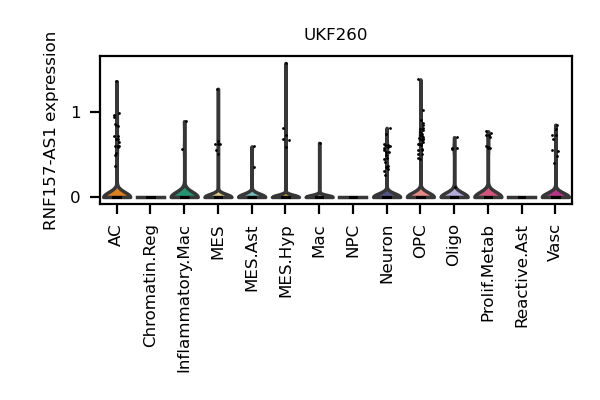 UKF260
RNF157-AS1 expression
1
0
AC
Chromatin.Reg
Inflammatory.Mac
MES
MES.Ast
MES.Hyp
Mac
NPC
Neuron
OPC
Oligo
Prolif.Metab
Reactive.Ast
Vasc